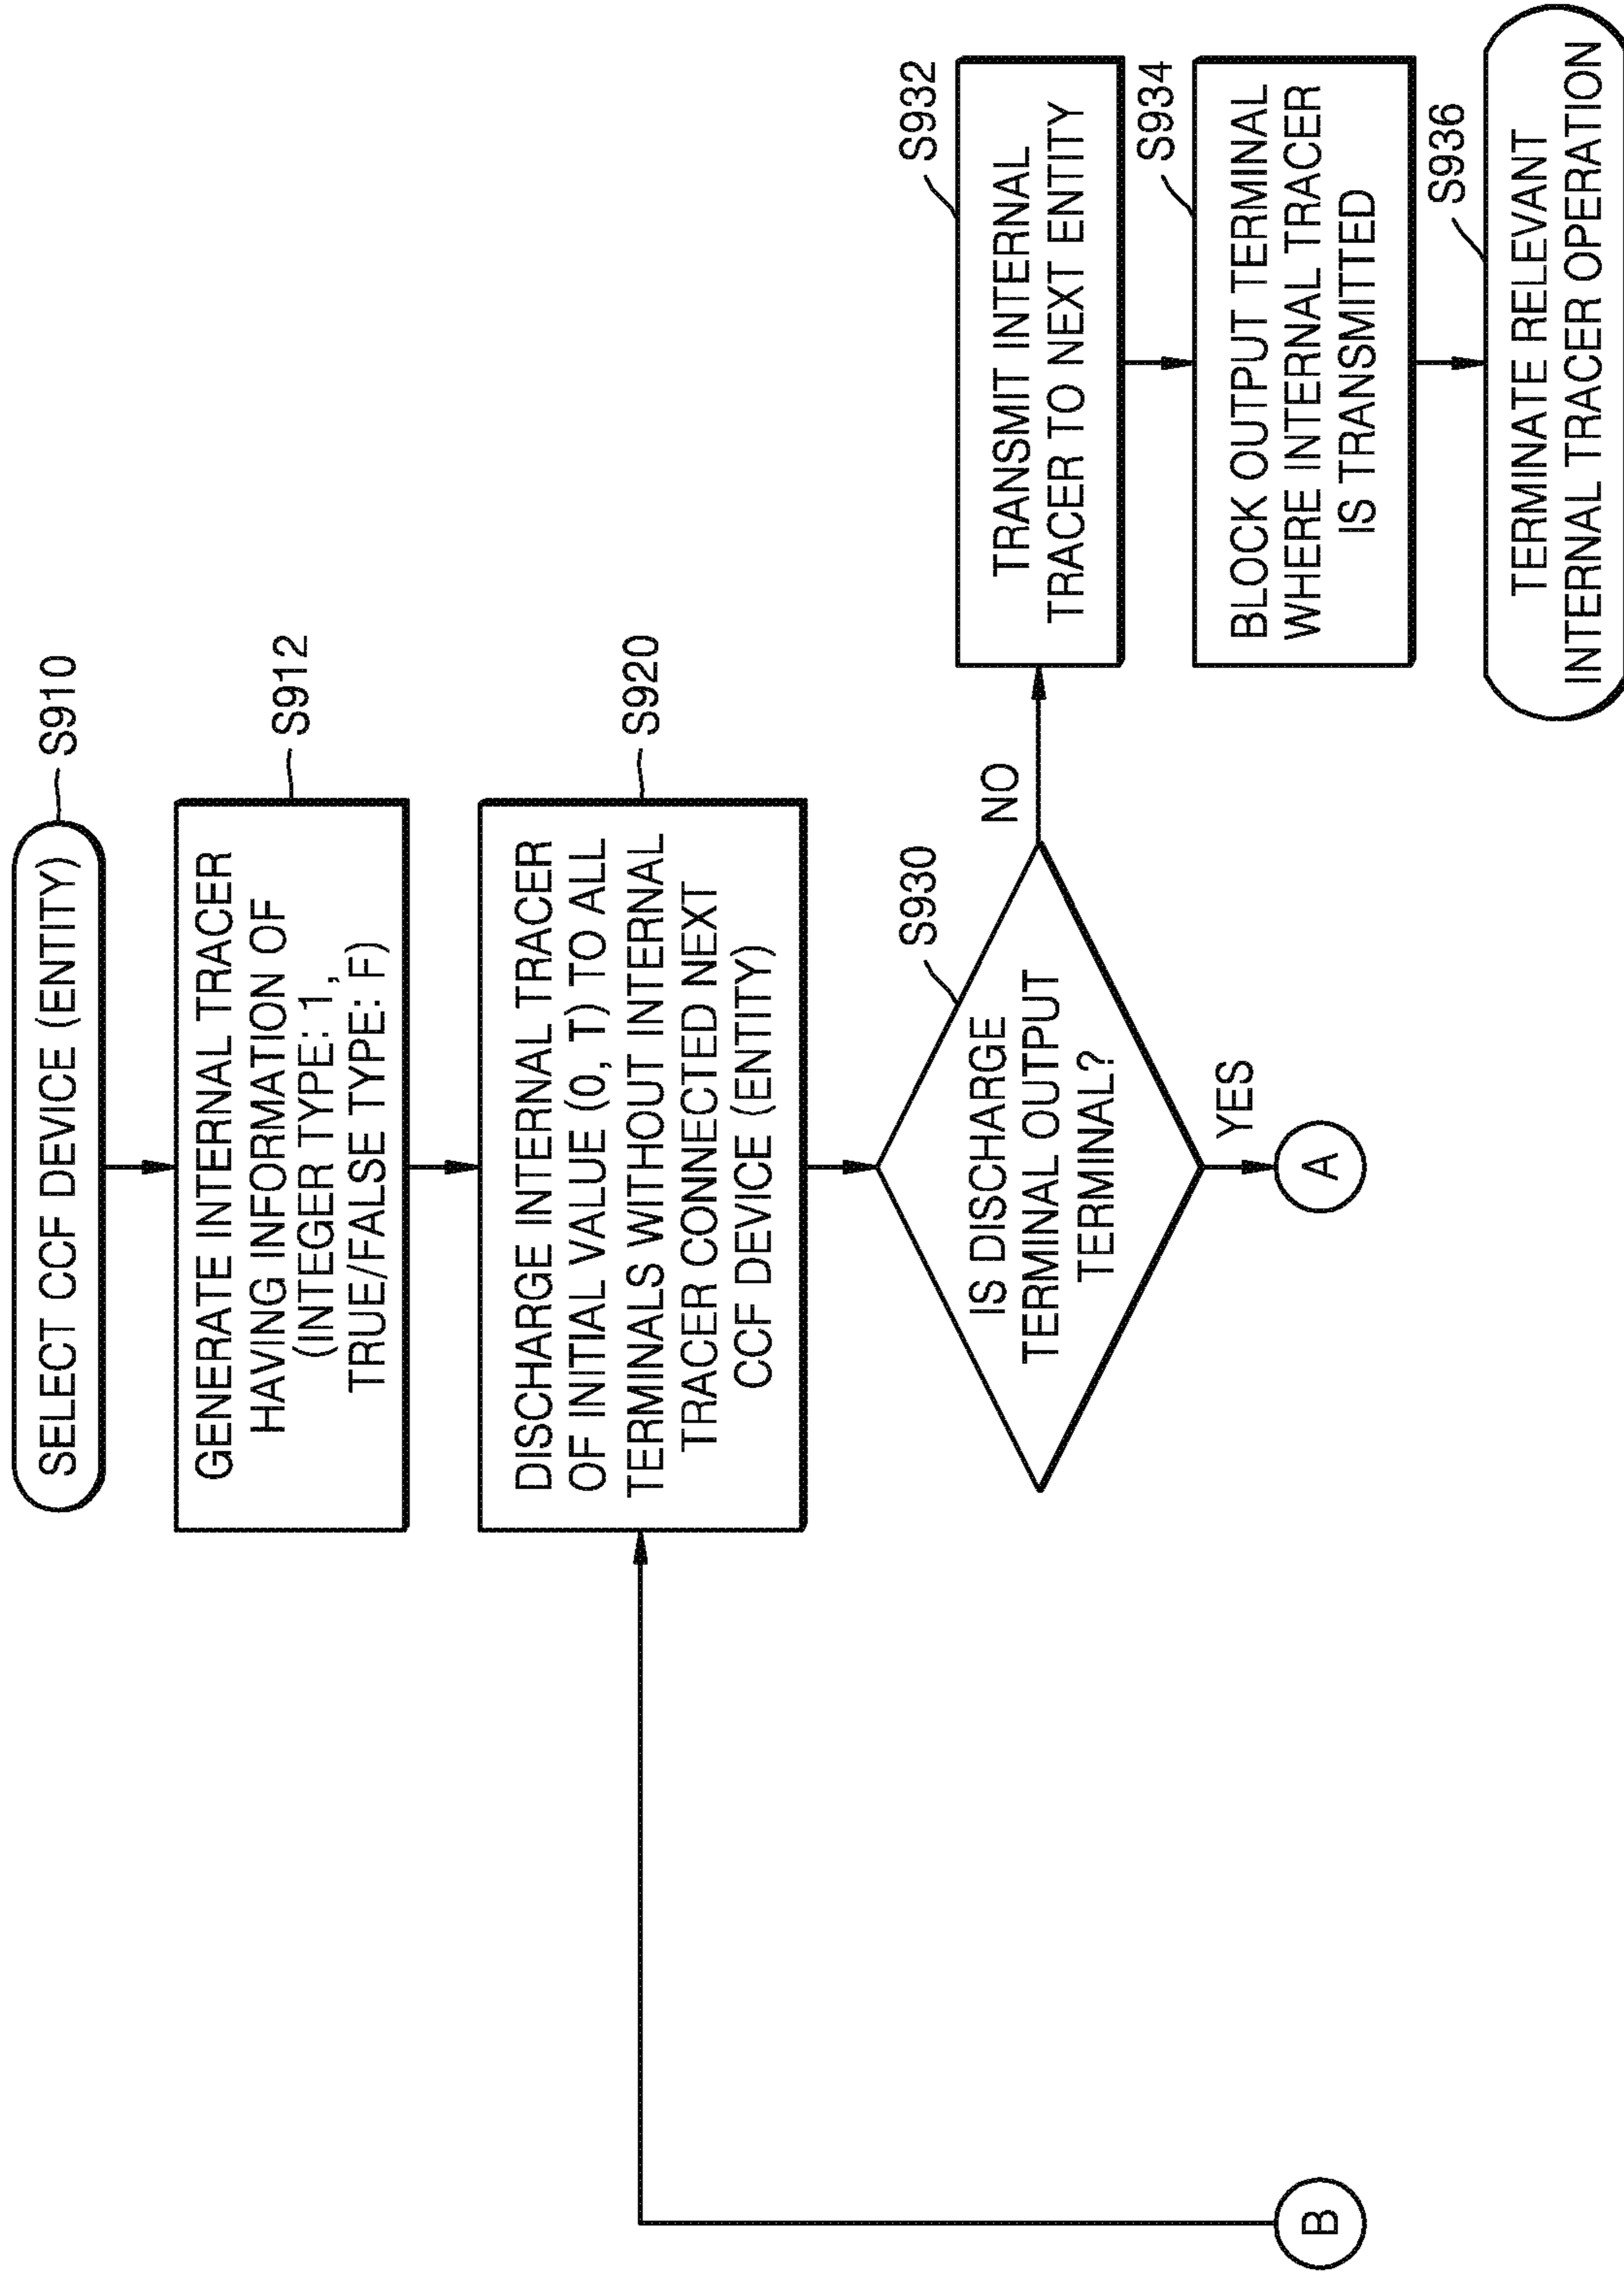 SELECT CCF DEVICE (ENTITY)
S910
GENERATE INTERNAL TRACER
HAVING INFORMATION OF
(INTEGER TYPE: 1,
TRUE/FALSE TYPE: F)
S912
DISCHARGE INTERNAL TRACER
OF INITIAL VALUE (0, T) TO ALL
TERMINALS WITHOUT INTERNAL
TRACER CONNECTED NEXT
CCF DEVICE (ENTITY)
S920
S930
IS DISCHARGE
TERMINAL OUTPUT
TERMINAL?
NO
YES
A
B
S932
TRANSMIT INTERNAL
TRACER TO NEXT ENTITY
S934
BLOCK OUTPUT TERMINAL
WHERE INTERNAL TRACER
IS TRANSMITTED
S936
TERMINATE RELEVANT
INTERNAL TRACER OPERATION